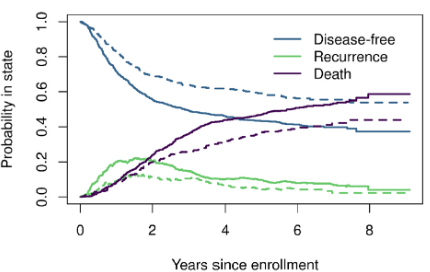 Probability in state
1.0
0.8
0.6
0.4
0.2
0.0
Disease-free
Recurrence
Death
0 2 4 6 8
Years since enrollment